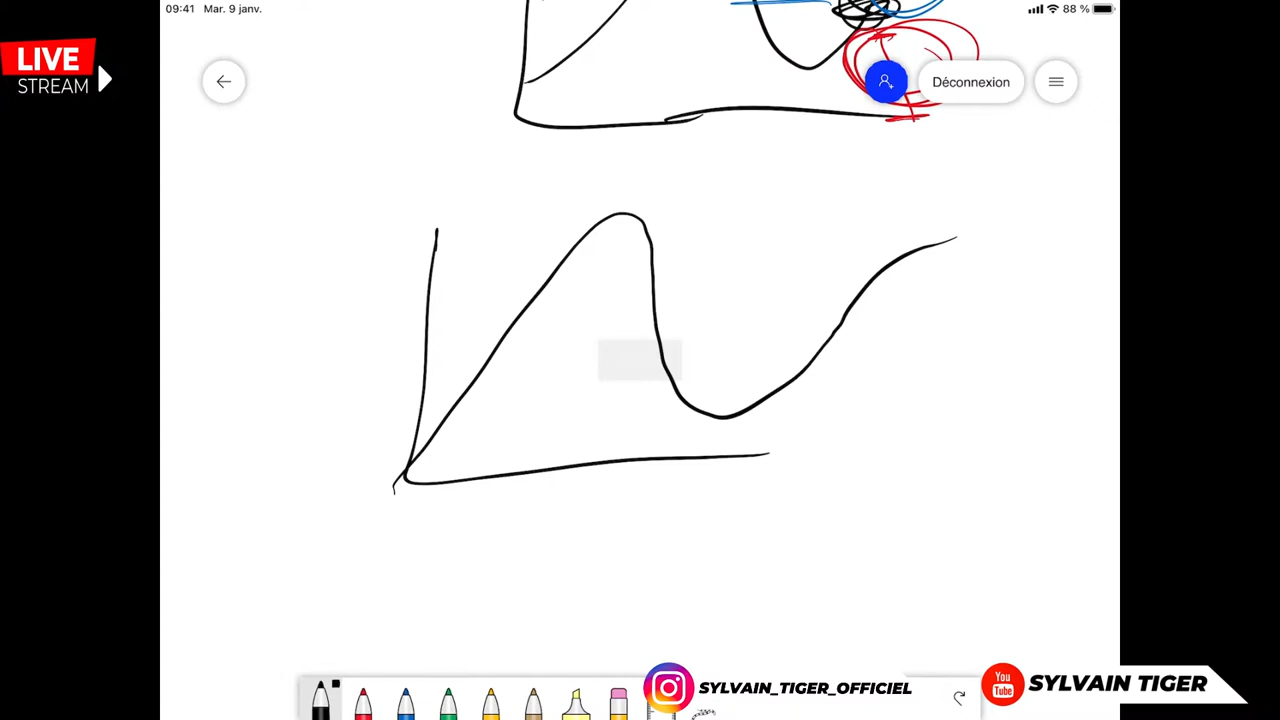 09:41 Mar. 9 janv.
88 %
LIVE
STREAM
Déconnexion
SYLVAIN_TIGER_OFFICIEL
You
Tube
SYLVAIN TIGER